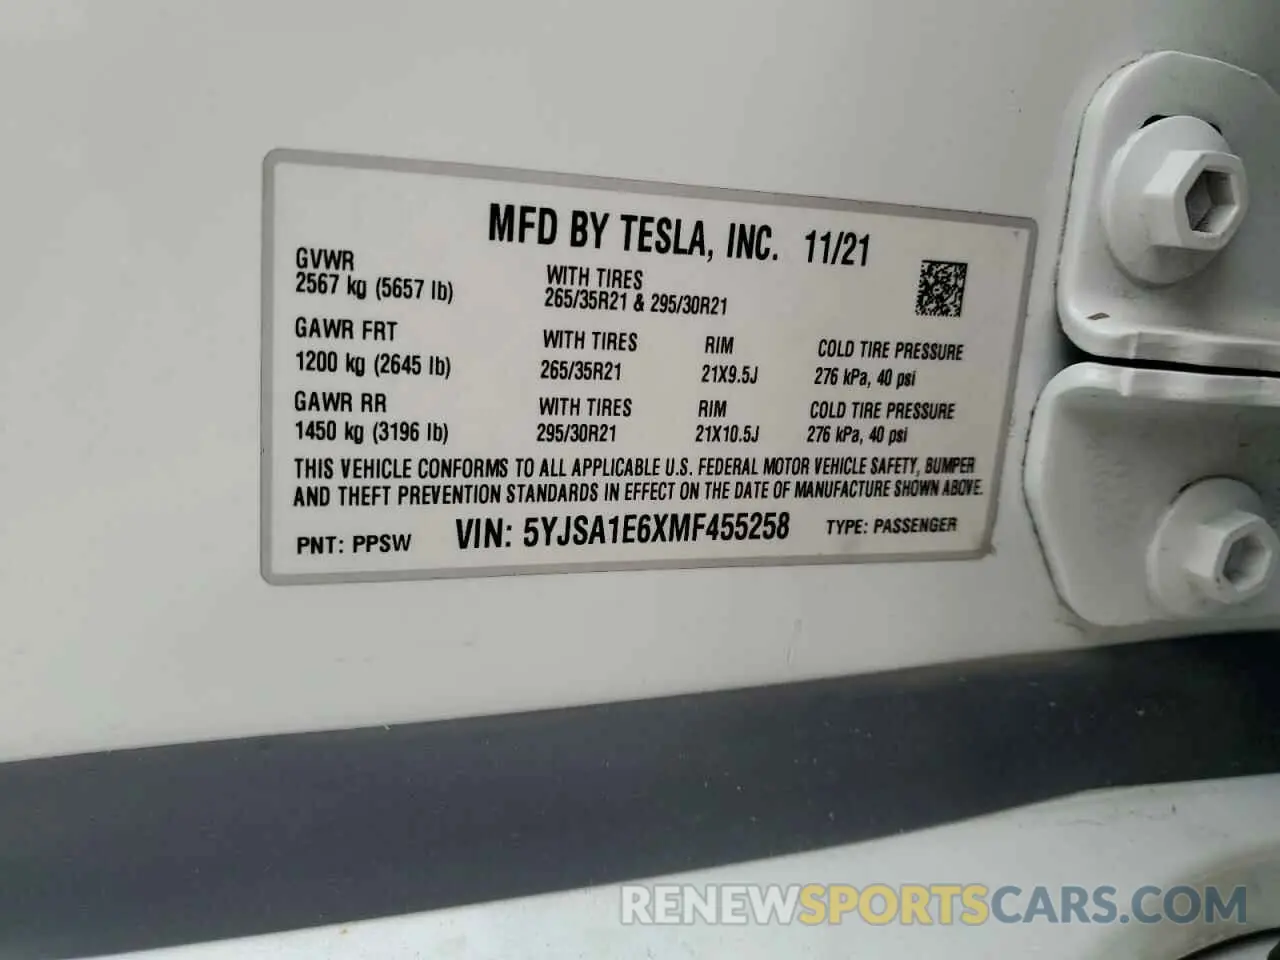 MFD BY TESLA, INC. 11/21
GVWR
2567 kg (5657 lb)
WITH TIRES
265/35R21 & 295/30R21
GAWR FRT WITH TIRES RIM COLD TIRE PRESSURE
1200 kg (2645 lb) 265/35R21 21X9.5J 276 kPa, 40 psi
GAWR RR WITH TIRES RIM COLD TIRE PRESSURE
1450 kg (3196 lb) 295/30R21 21X10.5J 276 kPa, 40 psi
THIS VEHICLE CONFORMS TO ALL APPLICABLE U.S. FEDERAL MOTOR VEHICLE SAFETY, BUMPER
AND THEFT PREVENTION STANDARDS IN EFFECT ON THE DATE OF MANUFACTURE SHOWN ABOVE.
PNT: PPSW VIN: 5YJSA1E6XMF455258 TYPE: PASSENGER
RENEWSPORTSCARS.COM